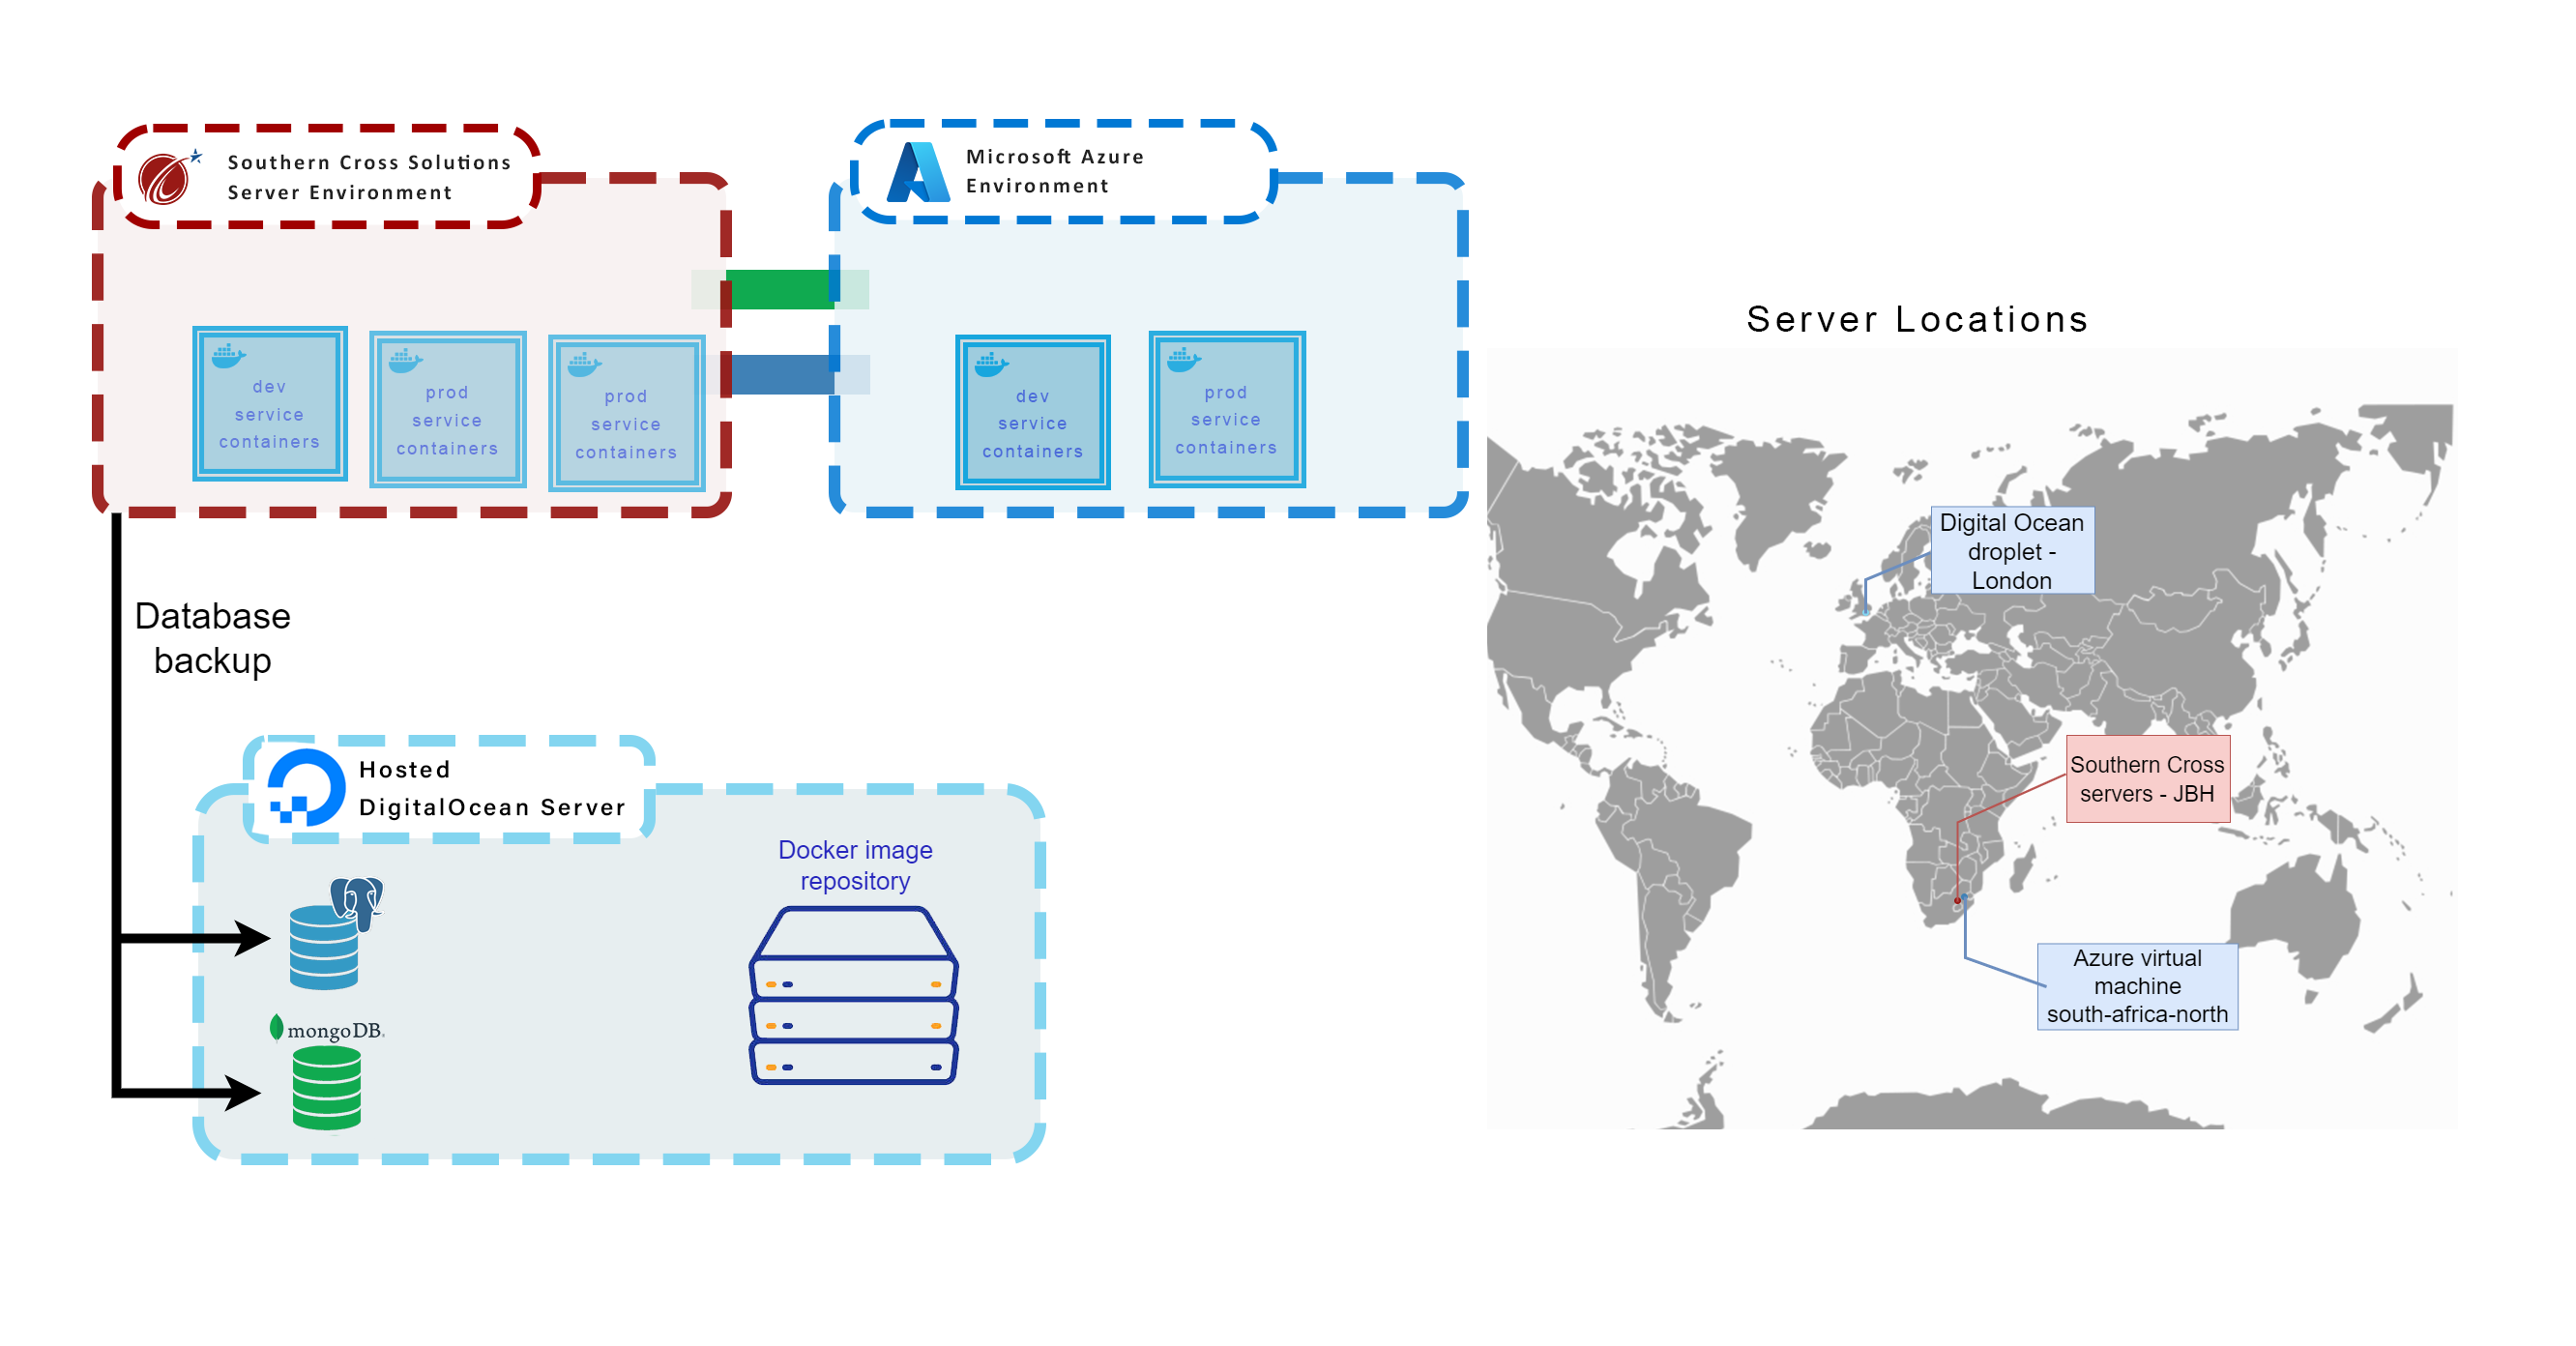 Southern Cross Solutions
Server Environment
Microsoft Azure
Environment
dev
service
containers
prod
service
containers
prod
service
containers
dev
service
containers
prod
service
containers
Database
backup
Hosted
DigitalOcean Server
Docker image
repository
mongoDB.
Server Locations
Digital Ocean
droplet -
London
Southern Cross
servers - JBH
Azure virtual
machine
south-africa-north